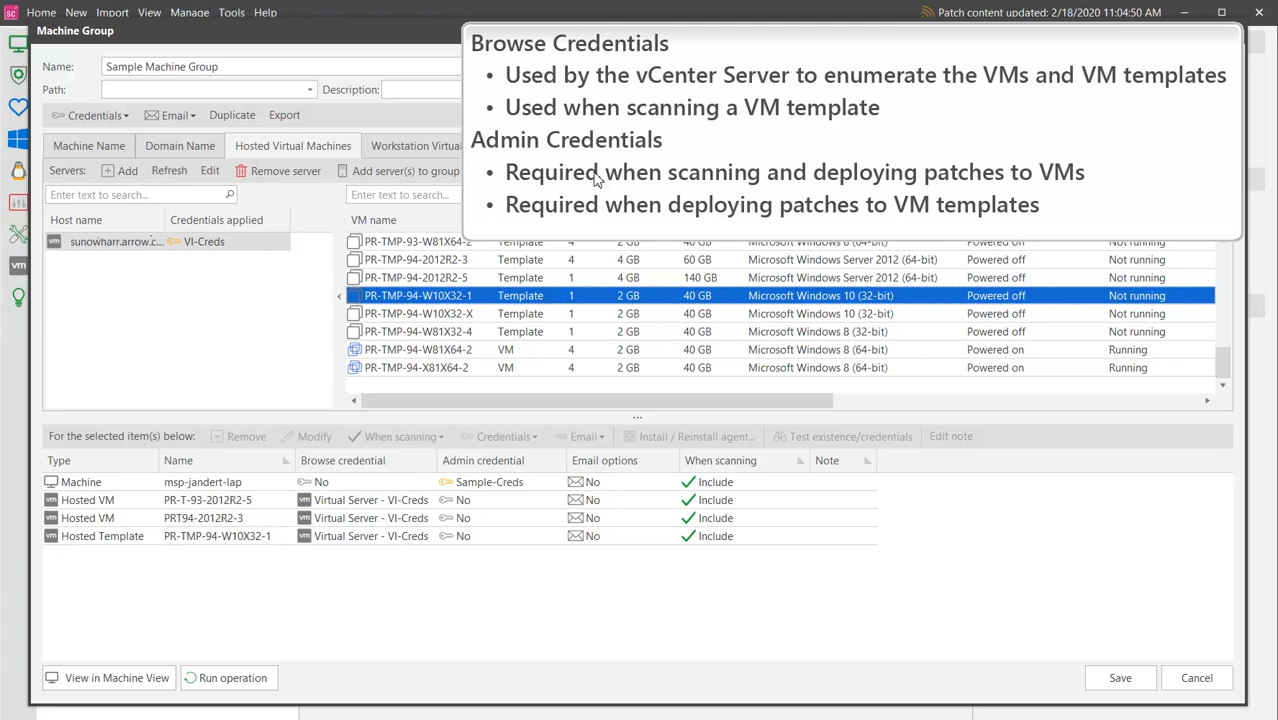 sc Home New Import View Manage Tools Help Patch content updated: 2/18/2020 11:04:50 AM
Machine Group
Name: Sample Machine Group
Path: Description:
Credentials Email Duplicate Export
Machine Name Domain Name Hosted Virtual Machines Workstation Virtual
Servers: Add Refresh Edit Remove server Add server(s) to group
Enter text to search... Enter text to search...
Host name Credentials applied VM name
vm sunowharr.arrow.c... VI-Creds
Browse Credentials
• Used by the vCenter Server to enumerate the VMs and VM templates
• Used when scanning a VM template
Admin Credentials
• Required when scanning and deploying patches to VMs
• Required when deploying patches to VM templates
PR-TMP-93-W81X64-2 Template 4 2 GB 40 GB Microsoft Windows 8 (64-bit) Powered off Not running
PR-TMP-94-2012R2-3 Template 4 4 GB 60 GB Microsoft Windows Server 2012 (64-bit) Powered off Not running
PR-TMP-94-2012R2-5 Template 1 4 GB 140 GB Microsoft Windows Server 2012 (64-bit) Powered off Not running
PR-TMP-94-W10X32-1 Template 1 2 GB 40 GB Microsoft Windows 10 (32-bit) Powered off Not running
PR-TMP-94-W10X32-X Template 1 2 GB 40 GB Microsoft Windows 10 (32-bit) Powered off Not running
PR-TMP-94-W81X32-4 Template 1 2 GB 40 GB Microsoft Windows 8 (32-bit) Powered off Not running
PR-TMP-94-W81X64-2 VM 4 2 GB 40 GB Microsoft Windows 8 (64-bit) Powered on Running
PR-TMP-94-X81X64-2 VM 4 2 GB 40 GB Microsoft Windows 8 (64-bit) Powered on Running
vm
For the selected item(s) below: Remove Modify When scanning Credentials Email Install / Reinstall agent... Test existence/credentials Edit note
Type Name Browse credential Admin credential Email options When scanning Note
Machine msp-jandert-lap No Sample-Creds No Include
vm Hosted VM PR-T-93-2012R2-5 vm Virtual Server - VI-Creds No No Include
vm Hosted VM PRT94-2012R2-3 vm Virtual Server - VI-Creds No No Include
vm Hosted Template PR-TMP-94-W10X32-1 vm Virtual Server - VI-Creds No No Include
View in Machine View Run operation Save Cancel